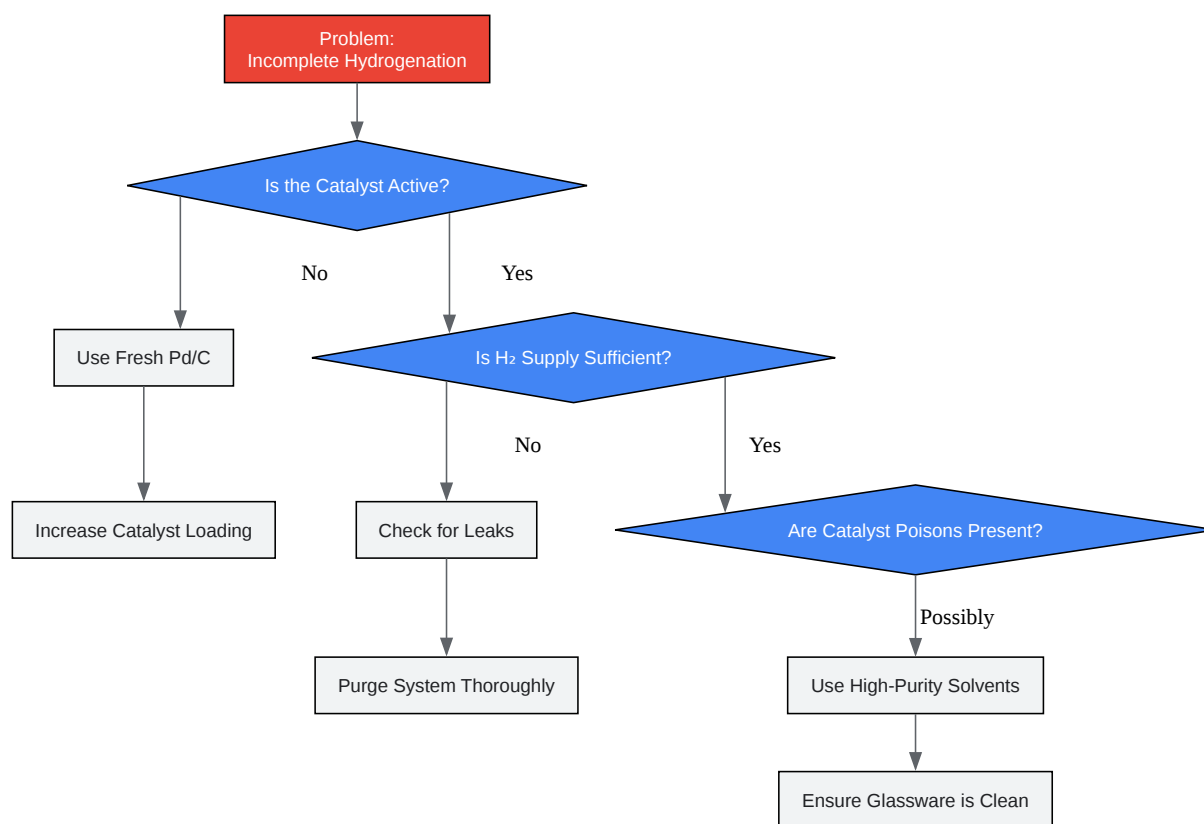 Problem:
Incomplete Hydrogenation
Is the Catalyst Active?
No
Yes
Use Fresh Pd/C
Is H₂ Supply Sufficient?
Increase Catalyst Loading
No
Yes
Check for Leaks
Are Catalyst Poisons Present?
Possibly
Purge System Thoroughly
Use High-Purity Solvents
Ensure Glassware is Clean